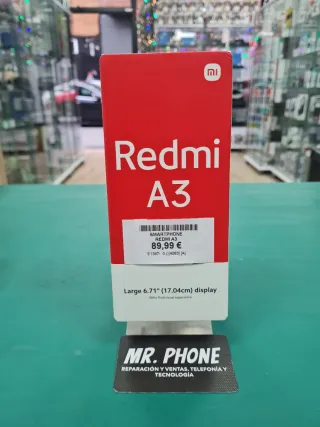 mi
Redmi
A3
SMARTPHONE
REDMI A3
89,99 €
Large 6.71" (17.04cm) display
MR. PHONE
REPARACIÓN Y VENTAS. TELEFONÍA Y
TECNOLOGÍA